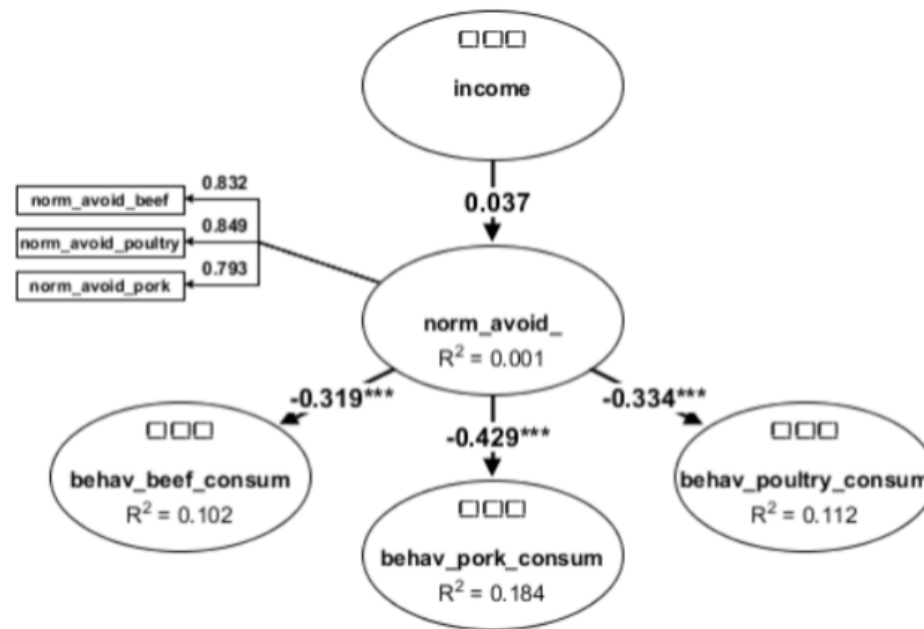 income
0.037
0.832
norm_avoid_beef
0.849
norm_avoid_poultry
0.793
norm_avoid_pork
norm_avoid_
R² = 0.001
-0.319***
-0.429***
-0.334***
behav_beef_consum
R² = 0.102
behav_pork_consum
R² = 0.184
behav_poultry_consum
R² = 0.112